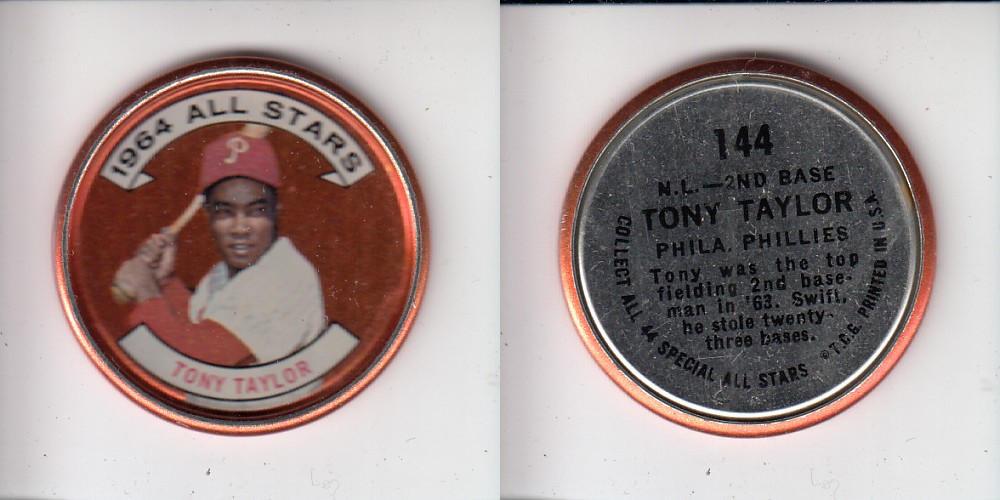 1964 ALL STARS
P
TONY TAYLOR
144
N.L.—2ND BASE
TONY TAYLOR
PHILA. PHILLIES
Tony was the top
fielding 2nd base-
man in '63. Swift,
he stole twenty-
three bases.
COLLECT ALL 44 SPECIAL ALL STARS
©T.C.G. PRINTED IN U.S.A.